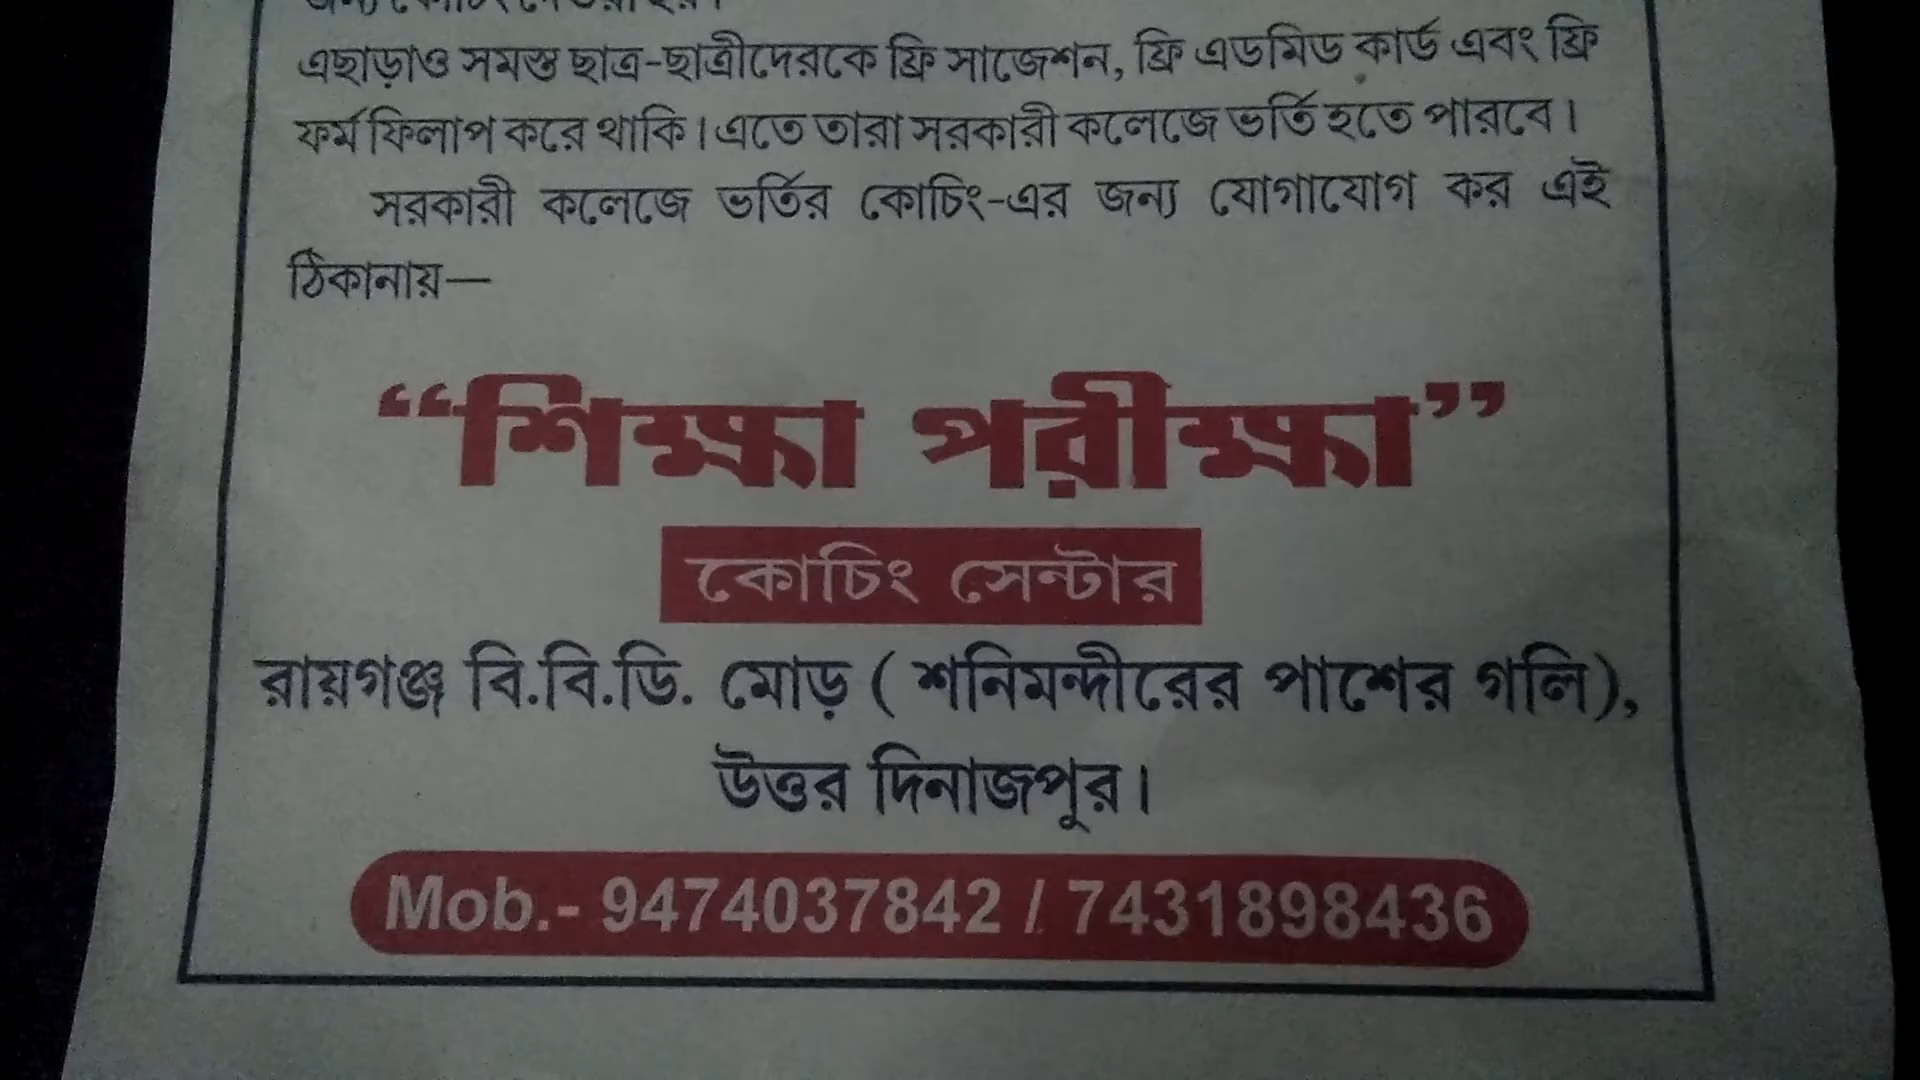 এছাড়াও সমস্ত ছাত্র-ছাত্রীদেরকে ফ্রি সাজেশন, ফ্রি এডমিড কার্ড এবং ফ্রি
ফর্ম ফিলাপ করে থাকি। এতে তারা সরকারী কলেজে ভর্তি হতে পারবে।
সরকারী কলেজে ভর্তির কোচিং-এর জন্য যোগাযোগ কর এই
ঠিকানায়—
“শিক্ষা পরীক্ষা”
কোচিং সেন্টার
রায়গঞ্জ বি.বি.ডি. মোড় ( শনিমন্দীরের পাশের গলি),
উত্তর দিনাজপুর।
Mob.- 9474037842 / 7431898436